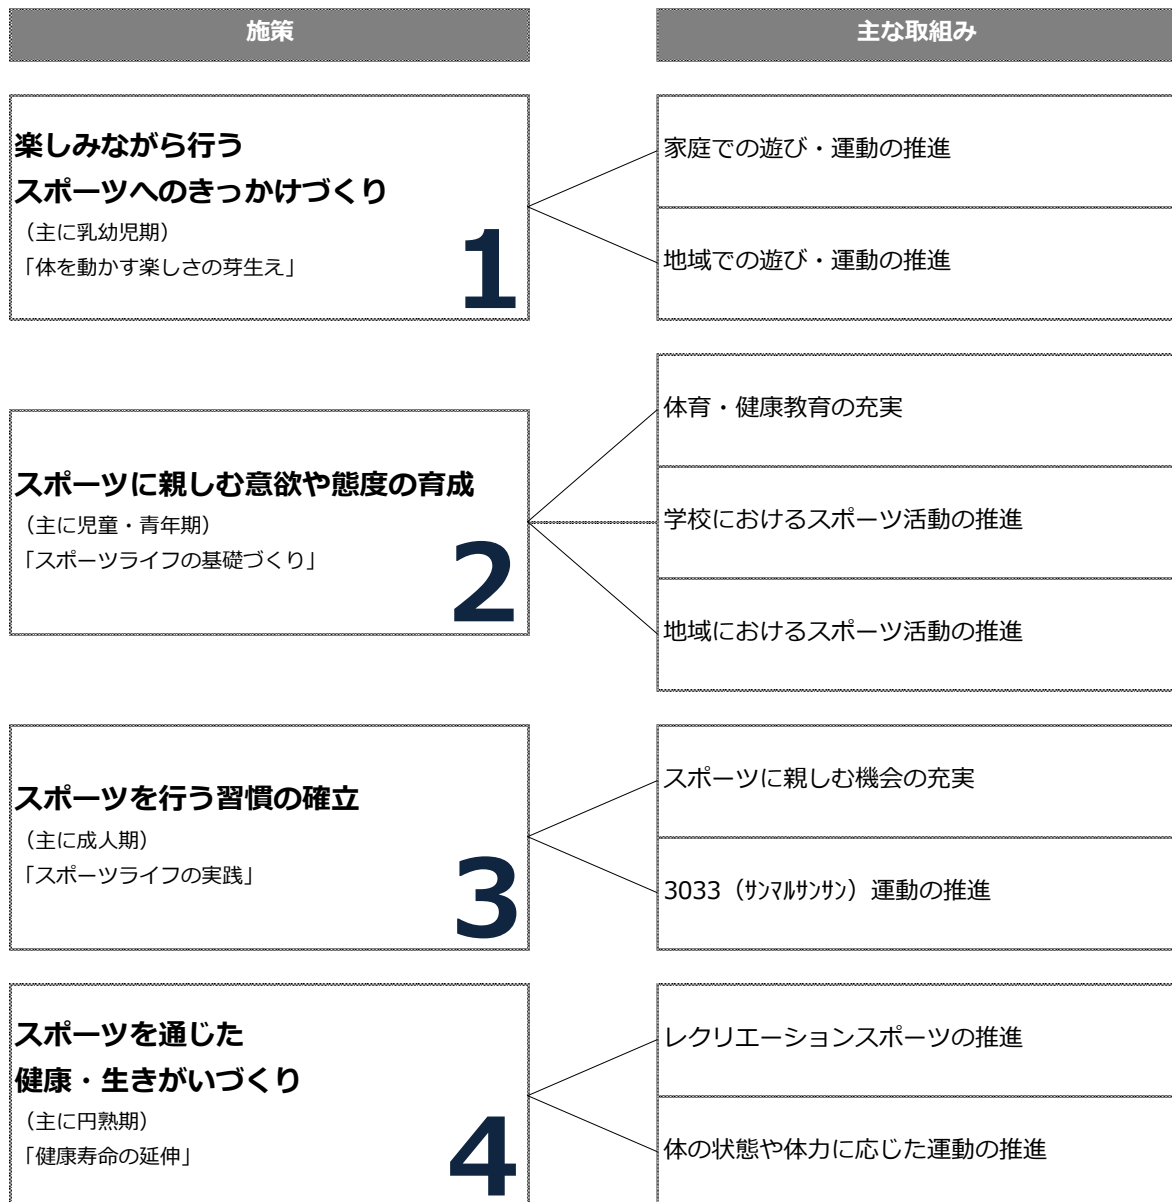 施策
主な取組み
楽しみながら行う
スポーツへのきっかけづくり
（主に乳幼児期）
「体を動かす楽しさの芽生え」
1
家庭での遊び・運動の推進
地域での遊び・運動の推進
スポーツに親しむ意欲や態度の育成
（主に児童・青年期）
「スポーツライフの基礎づくり」
2
体育・健康教育の充実
学校におけるスポーツ活動の推進
地域におけるスポーツ活動の推進
スポーツを行う習慣の確立
（主に成人期）
「スポーツライフの実践」
3
スポーツに親しむ機会の充実
3033（ｻﾝﾏﾙｻﾝｻﾝ）運動の推進
スポーツを通じた
健康・生きがいづくり
（主に円熟期）
「健康寿命の延伸」
4
レクリエーションスポーツの推進
体の状態や体力に応じた運動の推進